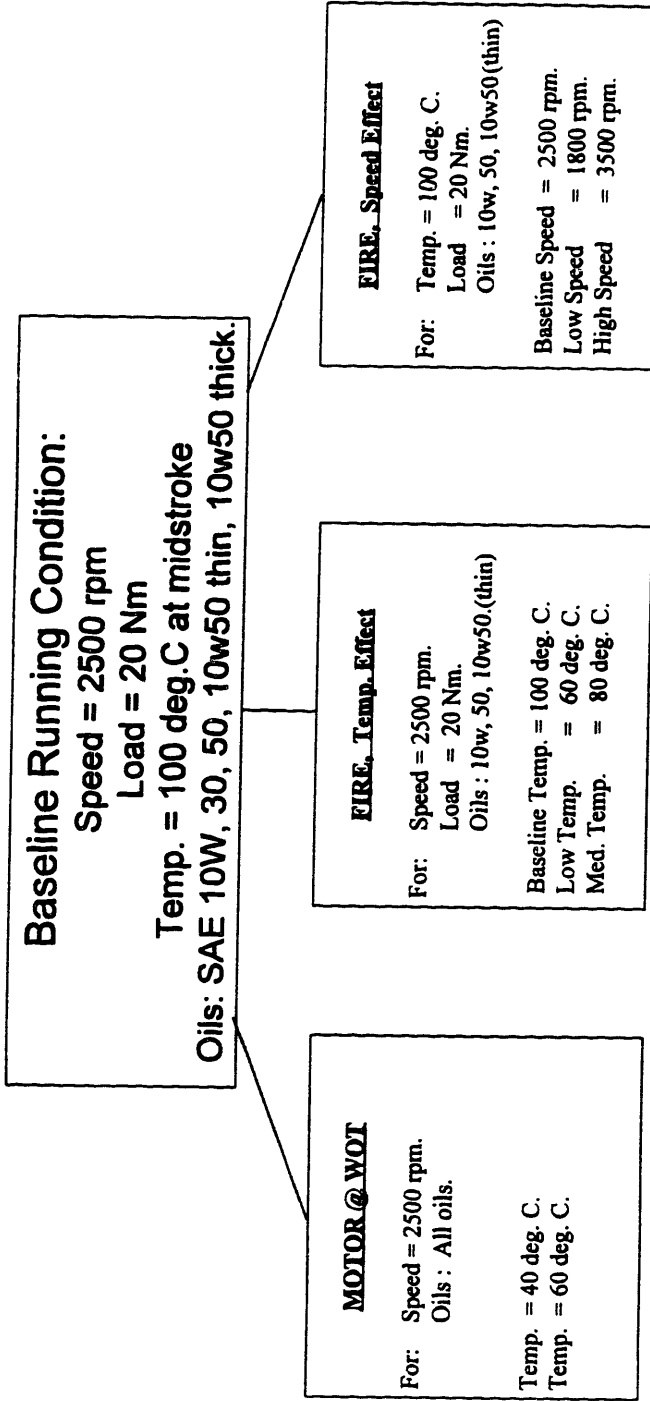 Baseline Running Condition:
Speed = 2500 rpm
Load = 20 Nm
Temp. = 100 deg.C at midstroke
Oils: SAE 10W, 30, 50, 10w50 thin, 10w50 thick.
MOTOR @ WOT
For: Speed = 2500 rpm.
Oils : All oils.
Temp. = 40 deg. C.
Temp. = 60 deg. C.
FIRE, Temp. Effect
For: Speed = 2500 rpm.
Load = 20 Nm.
Oils : 10w, 50, 10w50.(thin)
Baseline Temp. = 100 deg. C.
Low Temp. = 60 deg. C.
Med. Temp. = 80 deg. C.
FIRE, Speed Effect
For: Temp. = 100 deg. C.
Load = 20 Nm.
Oils : 10w, 50, 10w50(thin)
Baseline Speed = 2500 rpm.
Low Speed = 1800 rpm.
High Speed = 3500 rpm.